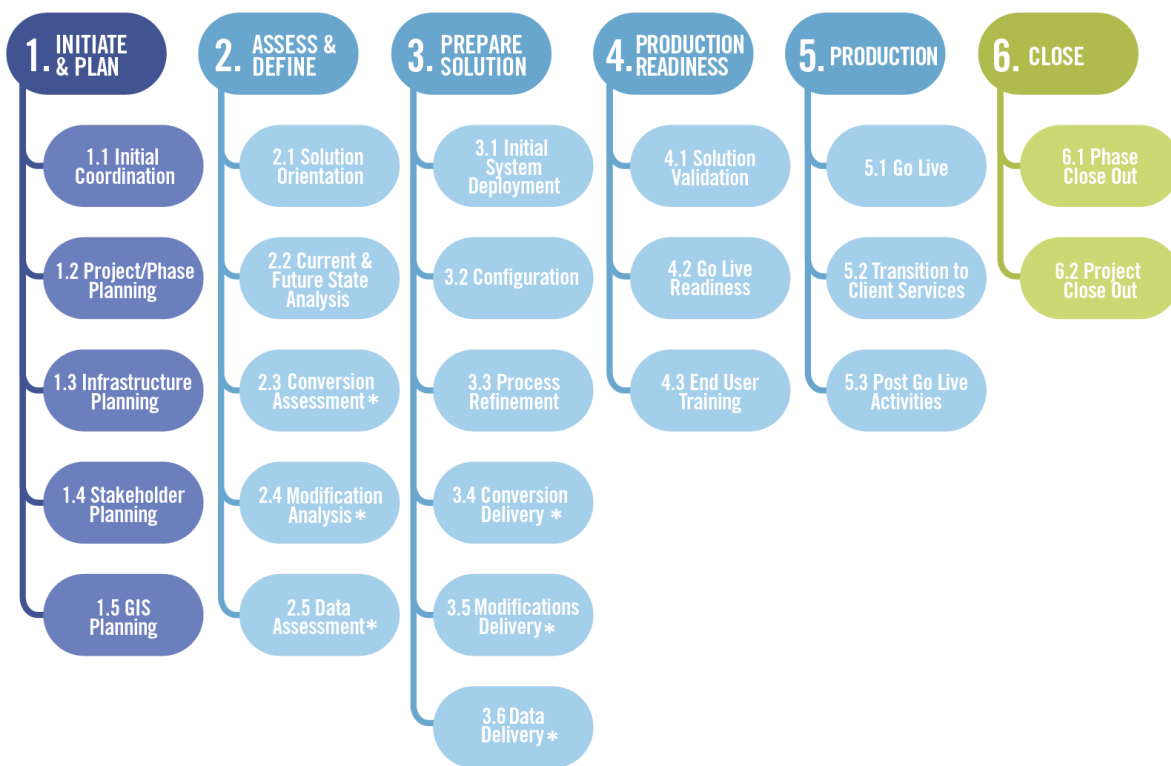 1. INITIATE
& PLAN
1.1 Initial
Coordination
1.2 Project/Phase
Planning
1.3 Infrastructure
Planning
1.4 Stakeholder
Planning
1.5 GIS
Planning
2. ASSESS &
DEFINE
2.1 Solution
Orientation
2.2 Current &
Future State
Analysis
2.3 Conversion
Assessment*
2.4 Modification
Analysis*
2.5 Data
Assessment*
3. PREPARE
SOLUTION
3.1 Initial
System
Deployment
3.2 Configuration
3.3 Process
Refinement
3.4 Conversion
Delivery *
3.5 Modifications
Delivery*
3.6 Data
Delivery*
4. PRODUCTION
READINESS
4.1 Solution
Validation
4.2 Go Live
Readiness
4.3 End User
Training
5. PRODUCTION
5.1 Go Live
5.2 Transition to
Client Services
5.3 Post Go Live
Activities
6. CLOSE
6.1 Phase
Close Out
6.2 Project
Close Out